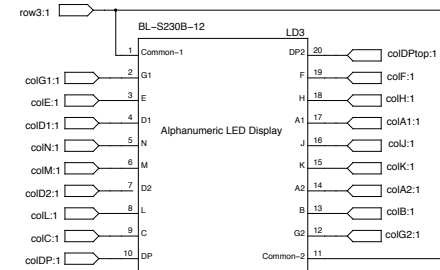 row3:1
BL-S230B-12
LD3
1 Common-1 DP2 20 colDPtop:1
colG1:1 2 G1 F 19 colF:1
colE:1 3 E H 18 colH:1
colD1:1 4 D1 A1 17 colA1:1
Alphanumeric LED Display
colN:1 5 N J 16 colJ:1
colM:1 6 M K 15 colK:1
colD2:1 7 D2 A2 14 colA2:1
colL:1 8 L B 13 colB:1
colC:1 9 C G2 12 colG2:1
colDP:1 10 DP Common-2 11